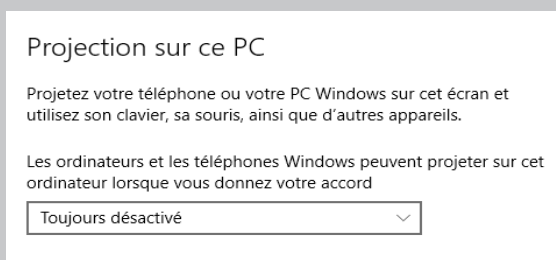 Projection sur ce PC
Projetez votre téléphone ou votre PC Windows sur cet écran et
utilisez son clavier, sa souris, ainsi que d'autres appareils.
Les ordinateurs et les téléphones Windows peuvent projeter sur cet
ordinateur lorsque vous donnez votre accord
Toujours désactivé